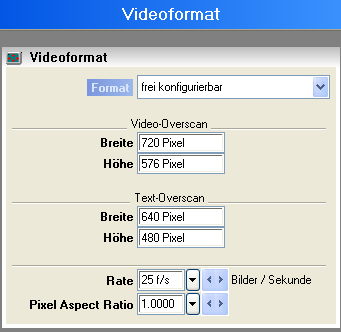 Videoformat
Videoformat
Format frei konfigurierbar
Video-Overscan
Breite 720 Pixel
Höhe 576 Pixel
Text-Overscan
Breite 640 Pixel
Höhe 480 Pixel
Rate 25 f/s Bilder / Sekunde
Pixel Aspect Ratio 1.0000